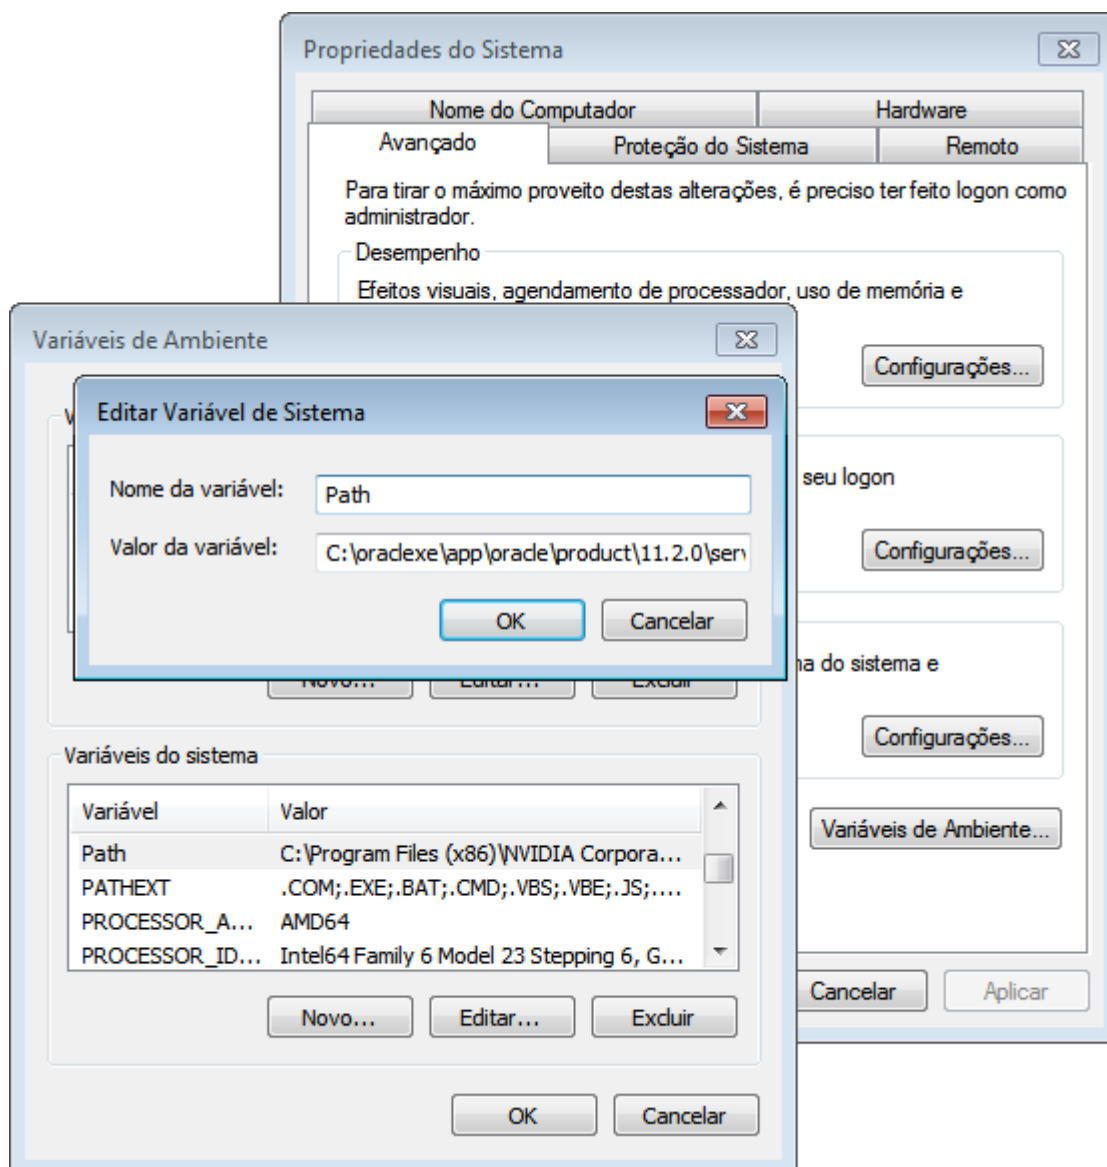 Propriedades do Sistema
Nome do Computador
Hardware
Avançado
Proteção do Sistema
Remoto
Para tirar o máximo proveito destas alterações, é preciso ter feito logon como
administrador.
Desempenho
Efeitos visuais, agendamento de processador, uso de memória e
Configurações...
seu logon
Configurações...
do sistema e
Configurações...
Variáveis de Ambiente...
Cancelar
Aplicar
Variáveis de Ambiente
Editar Variável de Sistema
Nome da variável:
Path
Valor da variável:
C:\oraclexe\app\oracle\product\11.2.0\serv
OK
Cancelar
Novo...
Editar...
Excluir
Variáveis do sistema
Variável
Valor
Path
C:\Program Files (x86)\NVIDIA Corpora...
PATHEXT
.COM;.EXE;.BAT;.CMD;.VBS;.VBE;.JS;....
PROCESSOR_A...
AMD64
PROCESSOR_ID...
Intel64 Family 6 Model 23 Stepping 6, G...
Novo...
Editar...
Excluir
OK
Cancelar